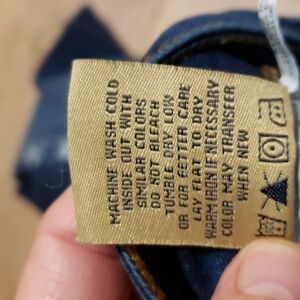 MACHINE WASH COLD
INSIDE OUT WITH
SIMILAR COLORS
DO NOT BLEACH
TUMBLE DRY LOW
OR FOR BETTER CARE
LAY FLAT TO DRY
WARM IRON IF NECESSARY
COLOR MAY TRANSFER
WHEN NEW